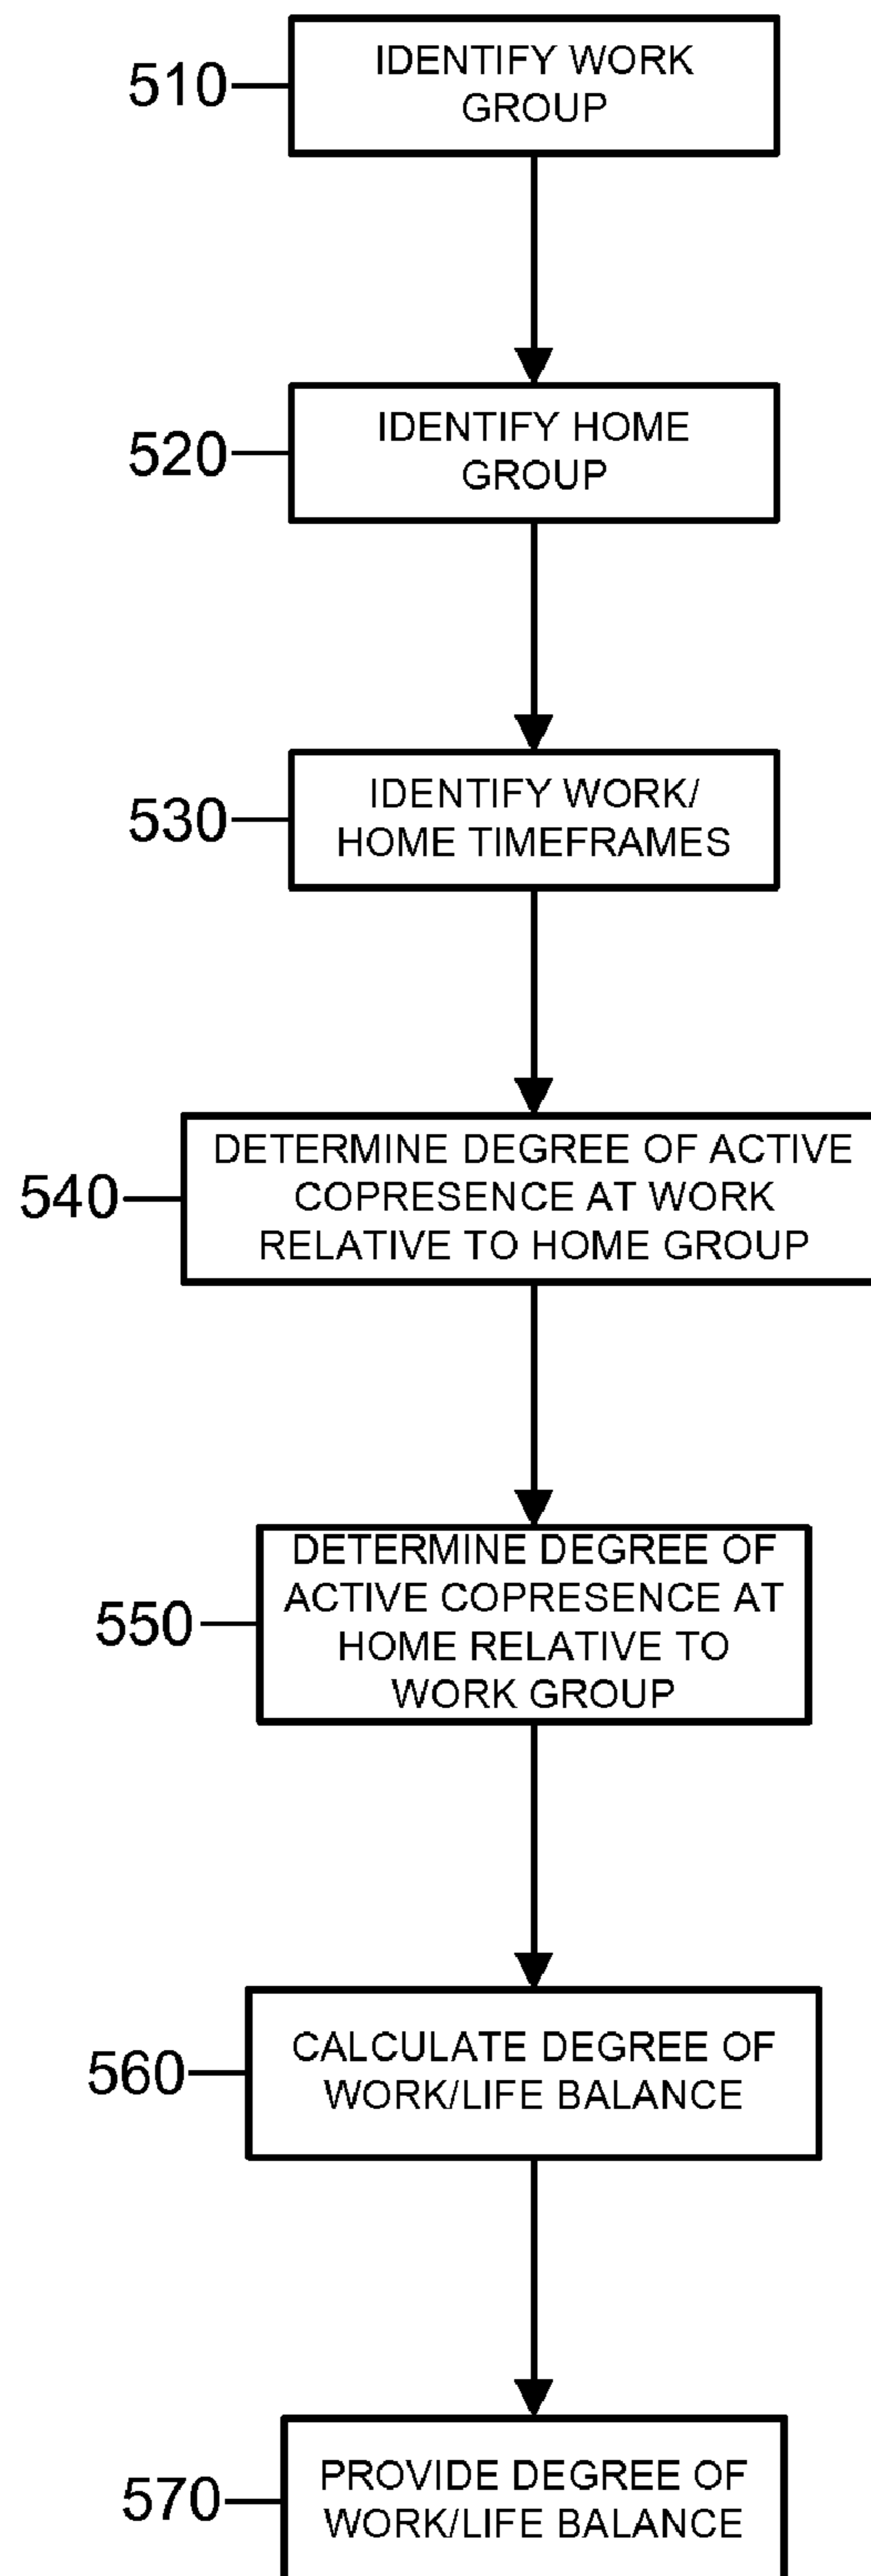 510
IDENTIFY WORK
GROUP
520
IDENTIFY HOME
GROUP
530
IDENTIFY WORK/
HOME TIMEFRAMES
540
DETERMINE DEGREE OF ACTIVE
COPRESENCE AT WORK
RELATIVE TO HOME GROUP
550
DETERMINE DEGREE OF
ACTIVE COPRESENCE AT
HOME RELATIVE TO
WORK GROUP
560
CALCULATE DEGREE OF
WORK/LIFE BALANCE
570
PROVIDE DEGREE OF
WORK/LIFE BALANCE